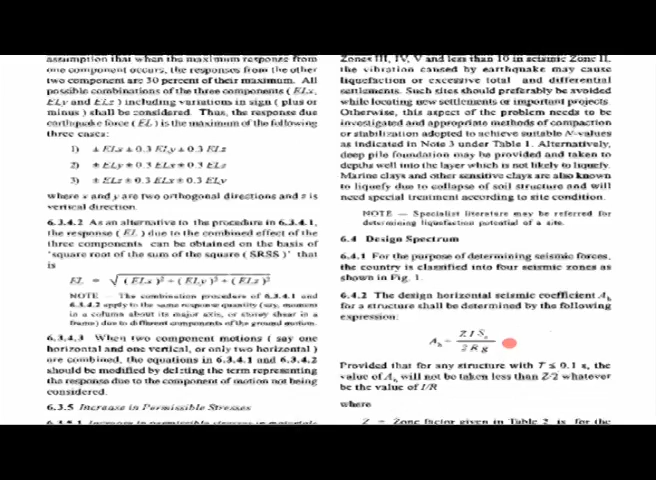 assumption that when the maximum response from
one component occurs, the responses from the other
two component are 30 percent of their maximum. All
possible combinations of the three components ( ELx,
ELy and ELz ) including variations in sign ( plus or
minus ) shall be considered. Thus, the response due
earthquake force ( EL ) is the maximum of the following
three cases:
1) ± ELx ± 0.3 ELy ± 0.3 ELz
2) ± ELy ± 0.3 ELx ± 0.3 ELz
3) ± ELz ± 0.3 ELx ± 0.3 ELy
where x and y are two orthogonal directions and z is
vertical direction.
6.3.4.2 As an alternative to the procedure in 6.3.4.1,
the response ( EL ) due to the combined effect of the
three components can be obtained on the basis of
'square root of the sum of the square ( SRSS )' that
is
EL = √( ELx )² + ( ELy )² + ( ELz )²
NOTE — The combination procedure of 6.3.4.1 and
6.3.4.2 apply to the same response quantity ( say, moment
in a column about its major axis, or storey shear in a
frame ) due to different components of the ground motion.
6.3.4.3 When two component motions ( say one
horizontal and one vertical, or only two horizontal )
are combined, the equations in 6.3.4.1 and 6.3.4.2
should be modified by deleting the term representing
the response due to the component of motion not being
considered.
6.3.5 Increase in Permissible Stresses
6.3.5.1 Increase in permissible stresses in materials
Zones III, IV, V and less than 10 in seismic Zone II,
the vibration caused by earthquake may cause
liquefaction or excessive total and differential
settlements. Such sites should preferably be avoided
while locating new settlements or important projects.
Otherwise, this aspect of the problem needs to be
investigated and appropriate methods of compaction
or stabilization adopted to achieve suitable N-values
as indicated in Note 3 under Table 1. Alternatively,
deep pile foundation may be provided and taken to
depths well into the layer which is not likely to liquefy.
Marine clays and other sensitive clays are also known
to liquefy due to collapse of soil structure and will
need special treatment according to site condition.
NOTE — Specialist literature may be referred for
determining liquefaction potential of a site.
6.4 Design Spectrum
6.4.1 For the purpose of determining seismic forces,
the country is classified into four seismic zones as
shown in Fig. 1.
6.4.2 The design horizontal seismic coefficient Ah
for a structure shall be determined by the following
expression:
Ah = Z I Sa / 2 R g
Provided that for any structure with T ≤ 0.1 s, the
value of Ah will not be taken less than Z/2 whatever
be the value of I/R
where
Z = Zone factor given in Table 2, is for the